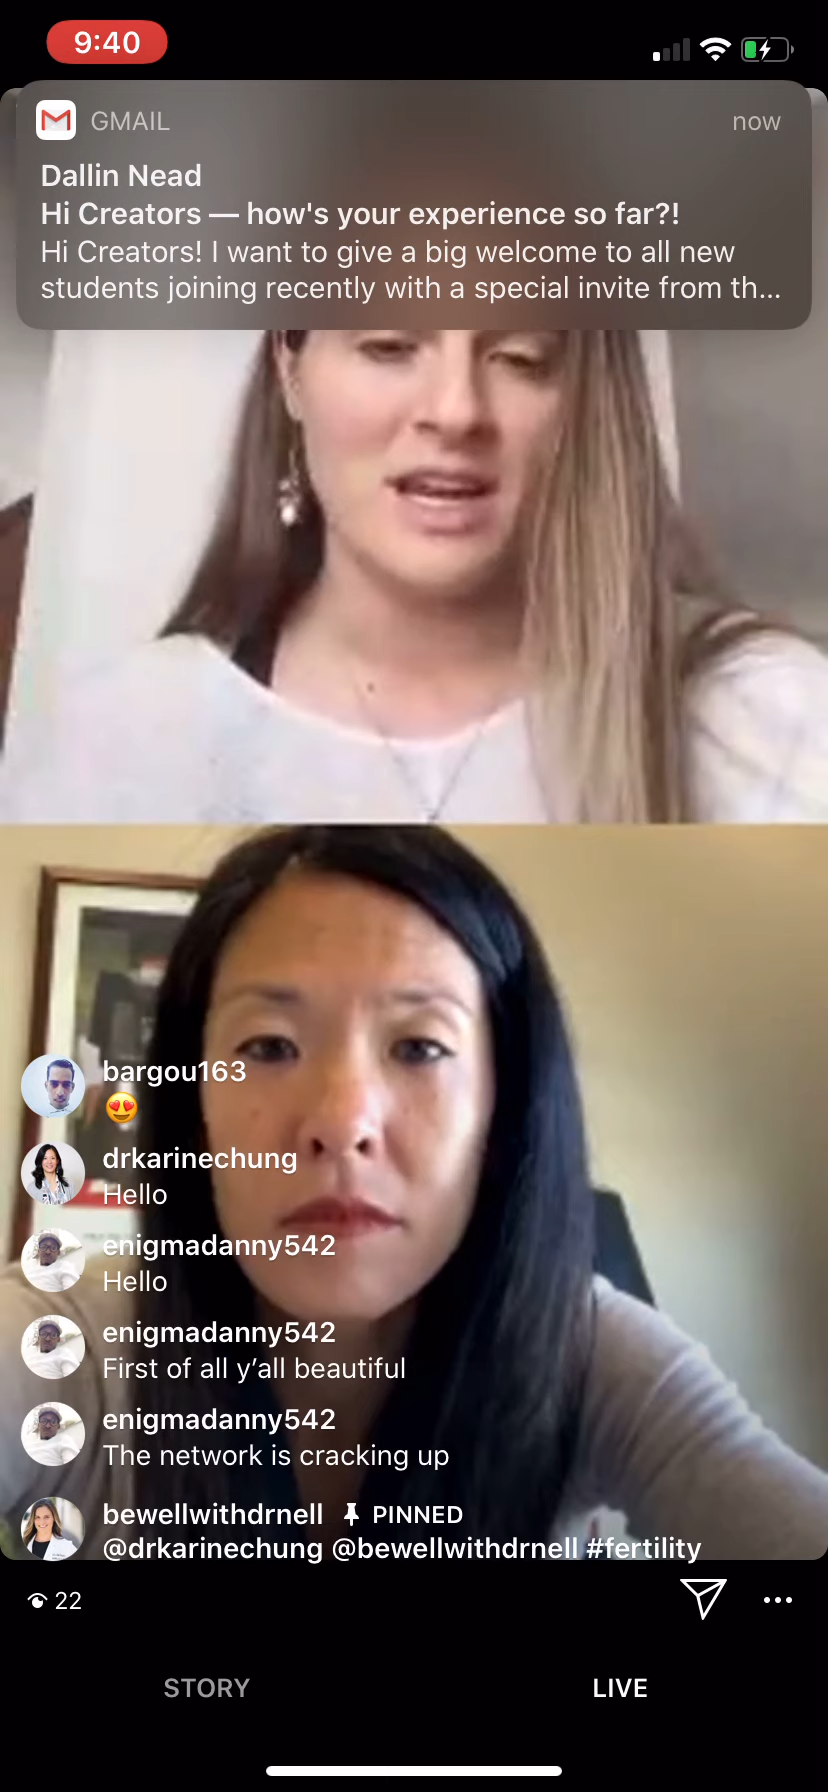 9:40
GMAIL
now
Dallin Nead
Hi Creators — how's your experience so far?!
Hi Creators! I want to give a big welcome to all new
students joining recently with a special invite from th...
bargou163
😍
drkarinechung
Hello
enigmadanny542
Hello
enigmadanny542
First of all y'all beautiful
enigmadanny542
The network is cracking up
bewellwithdrnell PINNED
@drkarinechung @bewellwithdrnell #fertility
22
STORY
LIVE